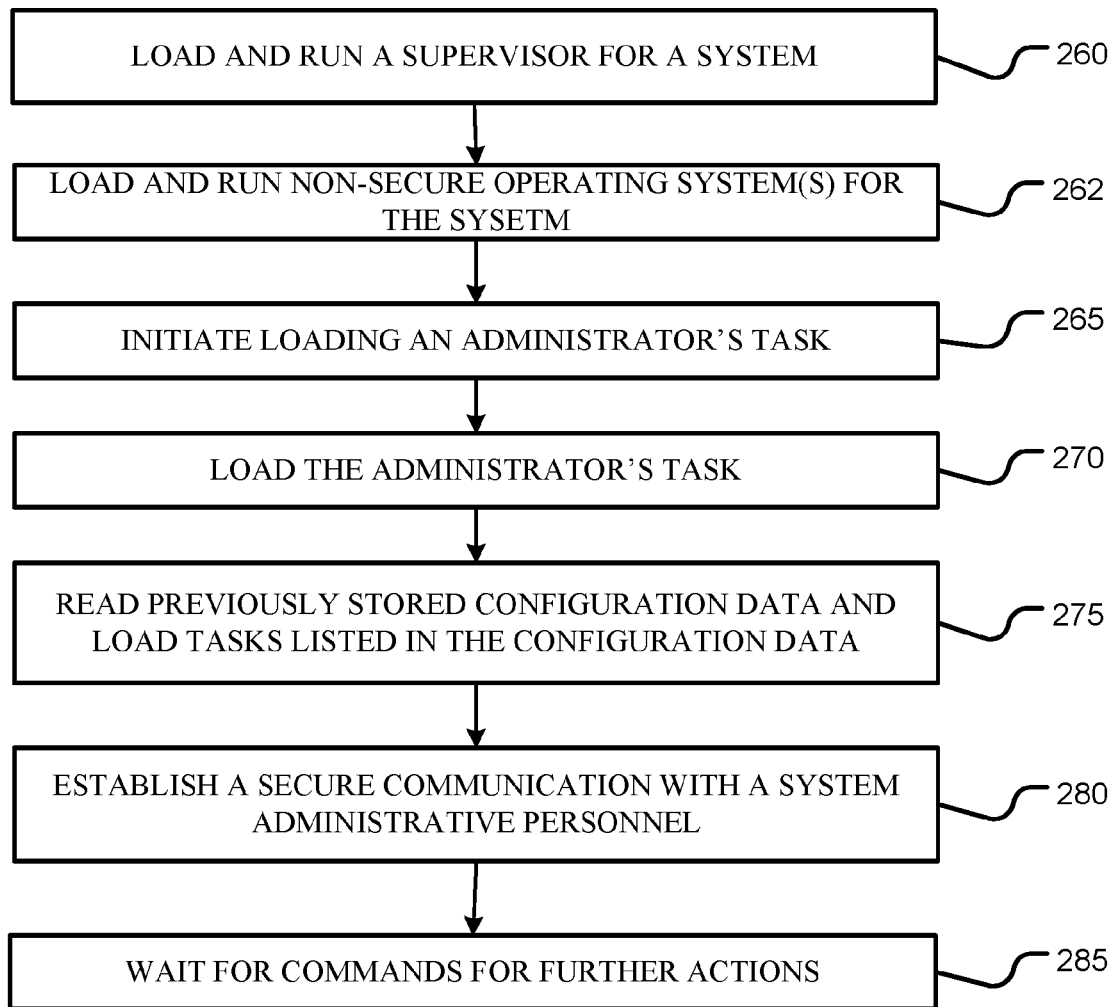 LOAD AND RUN A SUPERVISOR FOR A SYSTEM
260
LOAD AND RUN NON-SECURE OPERATING SYSTEM(S) FOR
THE SYSETM
262
INITIATE LOADING AN ADMINISTRATOR'S TASK
265
LOAD THE ADMINISTRATOR'S TASK
270
READ PREVIOUSLY STORED CONFIGURATION DATA AND
LOAD TASKS LISTED IN THE CONFIGURATION DATA
275
ESTABLISH A SECURE COMMUNICATION WITH A SYSTEM
ADMINISTRATIVE PERSONNEL
280
WAIT FOR COMMANDS FOR FURTHER ACTIONS
285